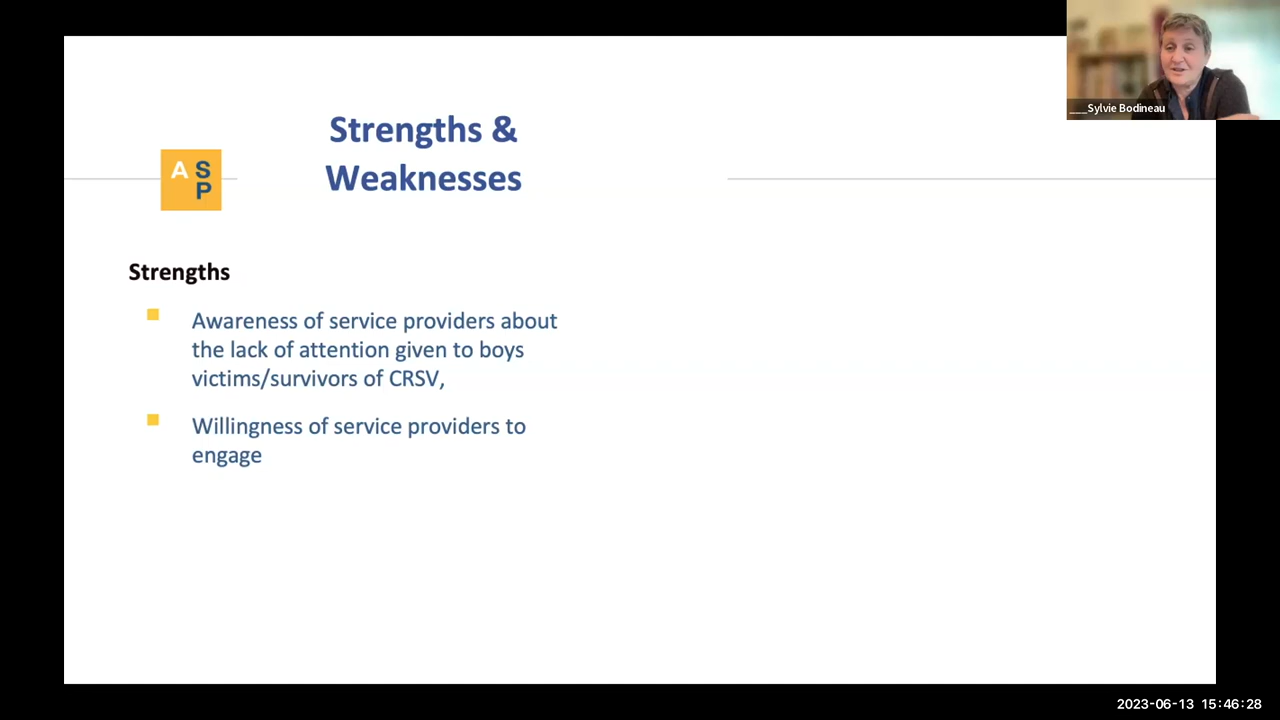 ___Sylvie Bodineau
Strengths &
Weaknesses
A S
P
Strengths
Awareness of service providers about
the lack of attention given to boys
victims/survivors of CRSV,
Willingness of service providers to
engage
2023-06-13 15:46:28